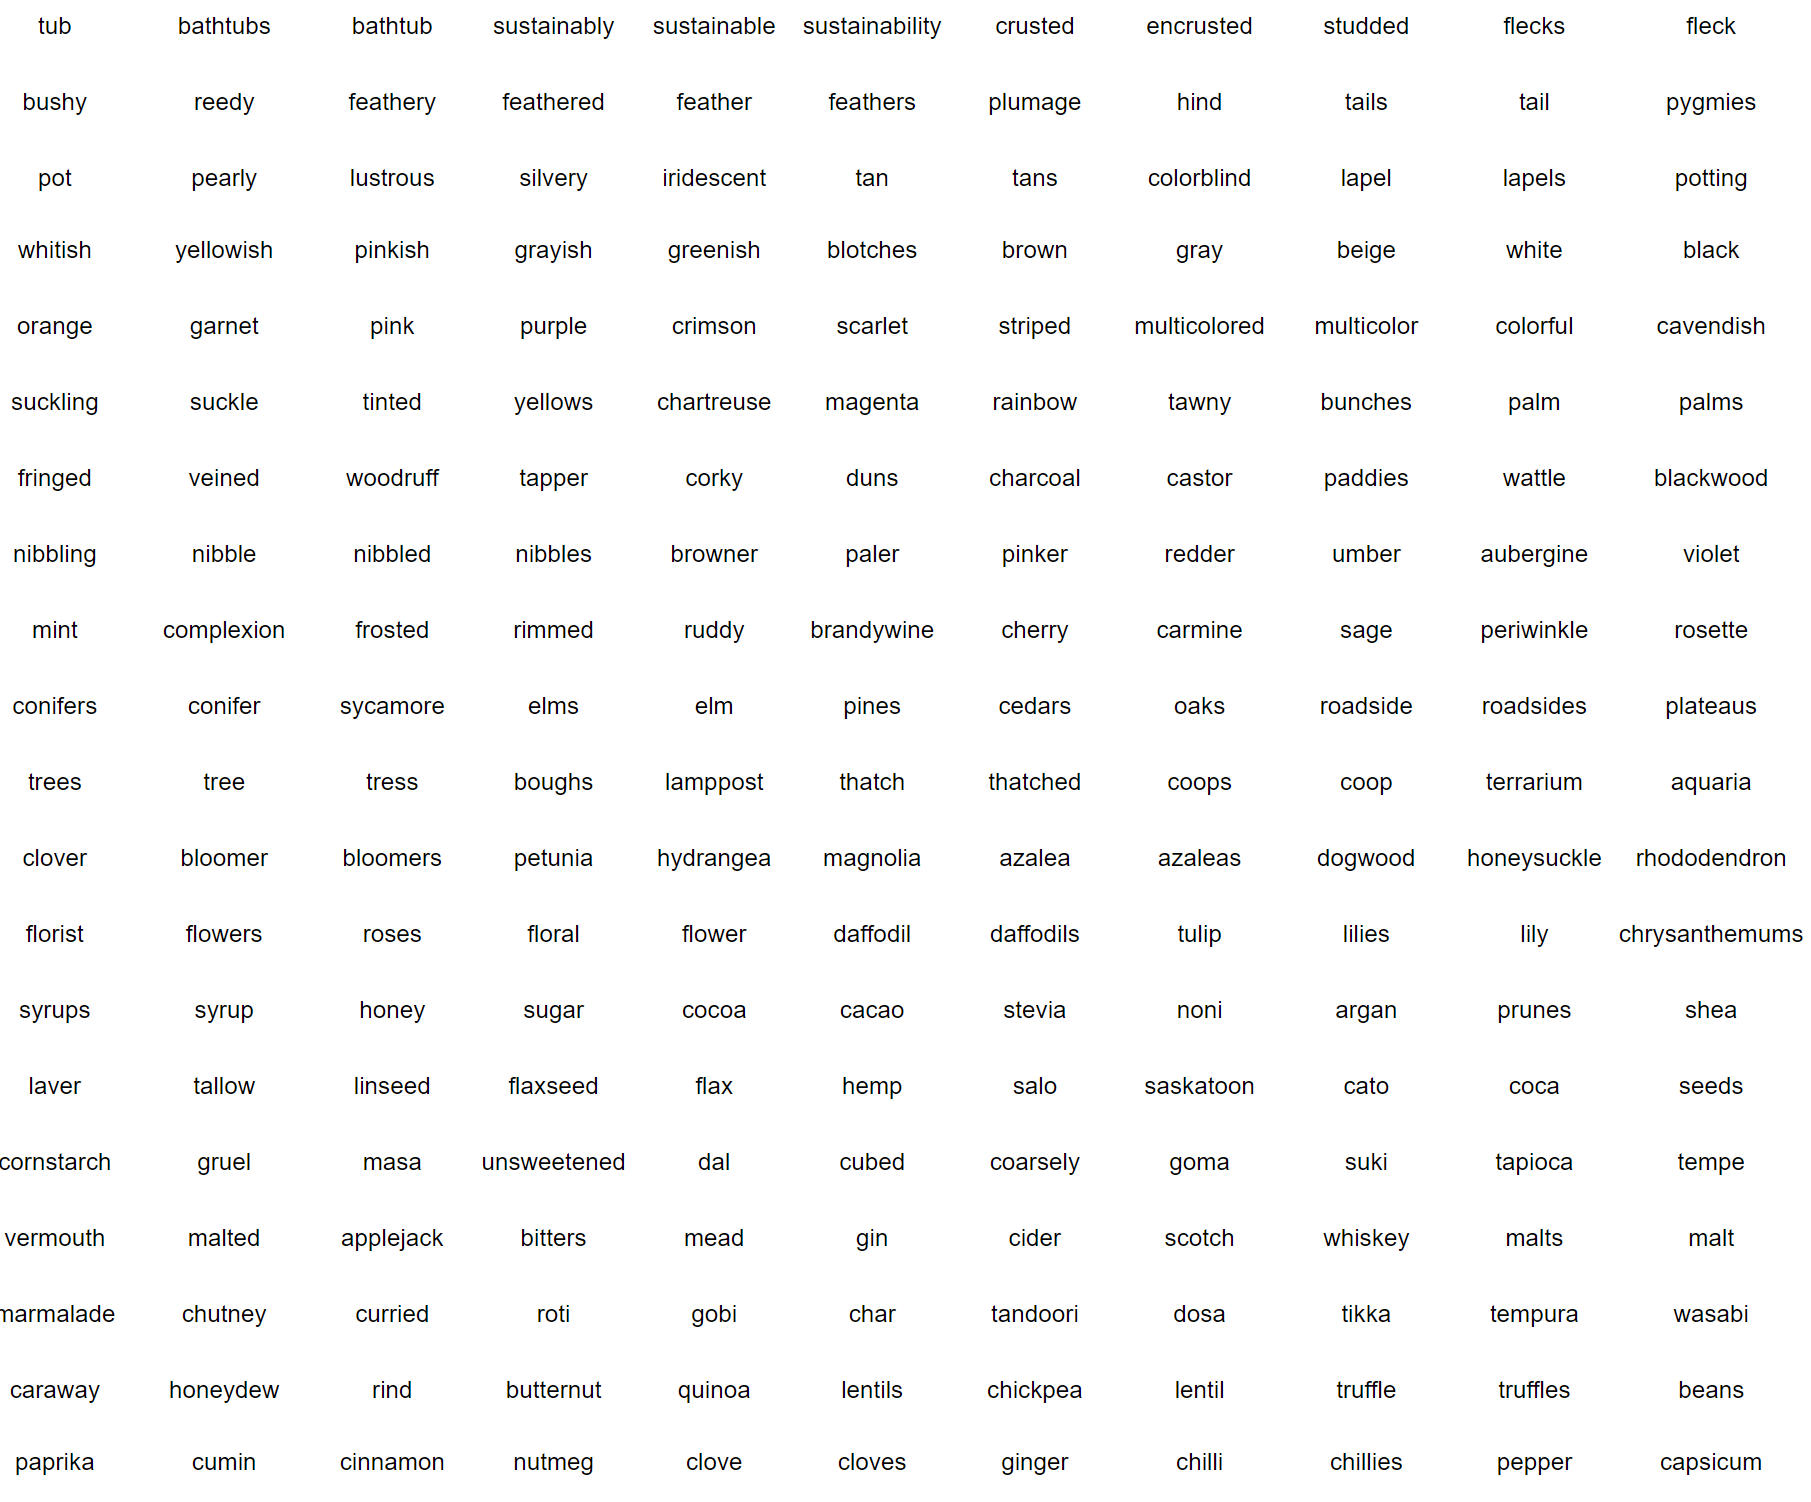 tub bathtubs bathtub sustainably sustainable sustainability crusted encrusted studded flecks fleck
bushy reedy feathery feathered feather feathers plumage hind tails tail pygmies
pot pearly lustrous silvery iridescent tan tans colorblind lapel lapels potting
whitish yellowish pinkish grayish greenish blotches brown gray beige white black
orange garnet pink purple crimson scarlet striped multicolored multicolor colorful cavendish
suckling suckle tinted yellows chartreuse magenta rainbow tawny bunches palm palms
fringed veined woodruff tapper corky duns charcoal castor paddies wattle blackwood
nibbling nibble nibbled nibbles browner paler pinker redder umber aubergine violet
mint complexion frosted rimmed ruddy brandywine cherry carmine sage periwinkle rosette
conifers conifer sycamore elms elm pines cedars oaks roadside roadsides plateaus
trees tree tress boughs lamppost thatch thatched coops coop terrarium aquaria
clover bloomer bloomers petunia hydrangea magnolia azalea azaleas dogwood honeysuckle rhododendron
florist flowers roses floral flower daffodil daffodils tulip lilies lily chrysanthemums
syrups syrup honey sugar cocoa cacao stevia noni argan prunes shea
laver tallow linseed flaxseed flax hemp salo saskatoon cato coca seeds
cornstarch gruel masa unsweetened dal cubed coarsely goma suki tapioca tempe
vermouth malted applejack bitters mead gin cider scotch whiskey malts malt
marmalade chutney curried roti gobi char tandoori dosa tikka tempura wasabi
caraway honeydew rind butternut quinoa lentils chickpea lentil truffle truffles beans
paprika cumin cinnamon nutmeg clove cloves ginger chilli chillies pepper capsicum